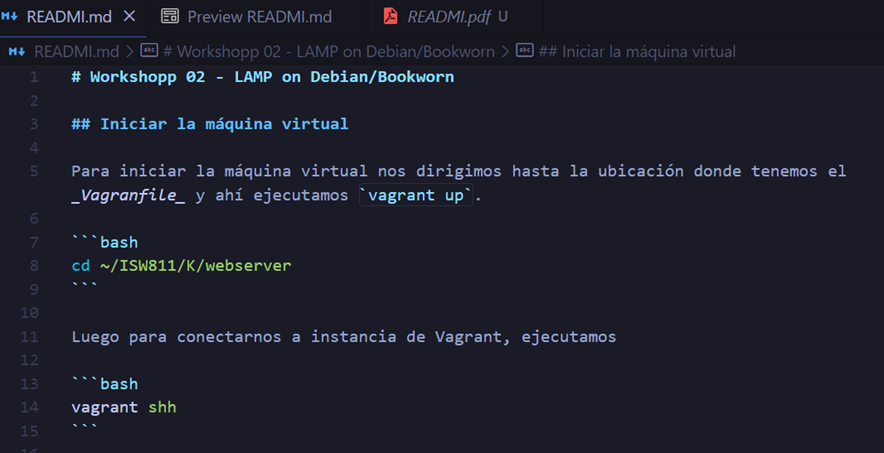 READMI.md
Preview READMI.md
READMI.pdf U
READMI.md > # Workshopp 02 - LAMP on Debian/Bookworn > ## Iniciar la máquina virtual
1 # Workshopp 02 - LAMP on Debian/Bookworn
2
3 ## Iniciar la máquina virtual
4
5 Para iniciar la máquina virtual nos dirigimos hasta la ubicación donde tenemos el
_Vagranfile_ y ahí ejecutamos `vagrant up`.
6
7 ```bash
8 cd ~/ISW811/K/webserver
9 ```
10
11 Luego para conectarnos a instancia de Vagrant, ejecutamos
12
13 ```bash
14 vagrant shh
15 ```
16